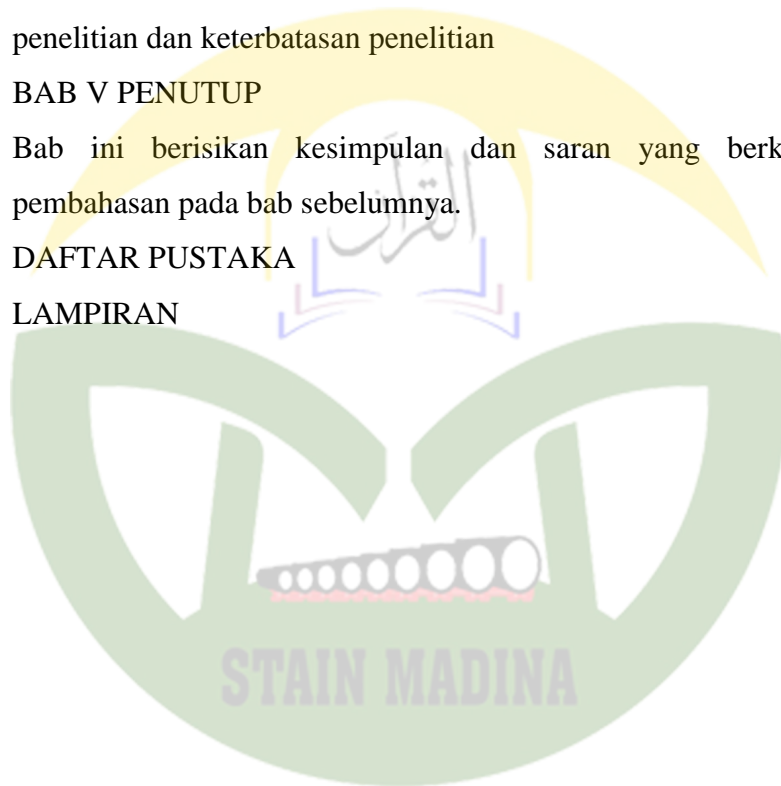 penelitian dan keterbatasan penelitian
BAB V PENUTUP
Bab ini berisikan kesimpulan dan saran yang
pembahasan pada bab sebelumnya.
القرآن
DAFTAR PUSTAKA
LAMPIRAN
STAIN MADINA